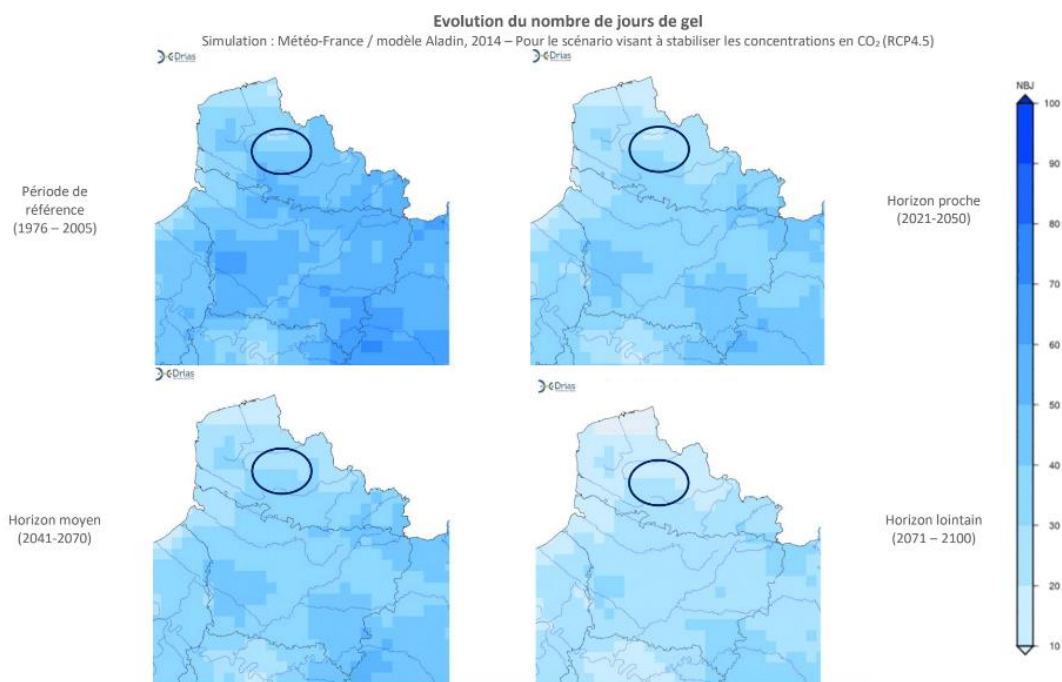 Evolution du nombre de jours de gel
Simulation : Météo-France / modèle Aladin, 2014 – Pour le scénario visant à stabiliser les concentrations en CO₂ (RCP4.5)
Drias
Drias
Période de
référence
(1976 – 2005)
Horizon proche
(2021-2050)
Drias
Drias
Horizon moyen
(2041-2070)
Horizon lointain
(2071 – 2100)
NBJ
100
90
80
70
60
50
40
30
20
10